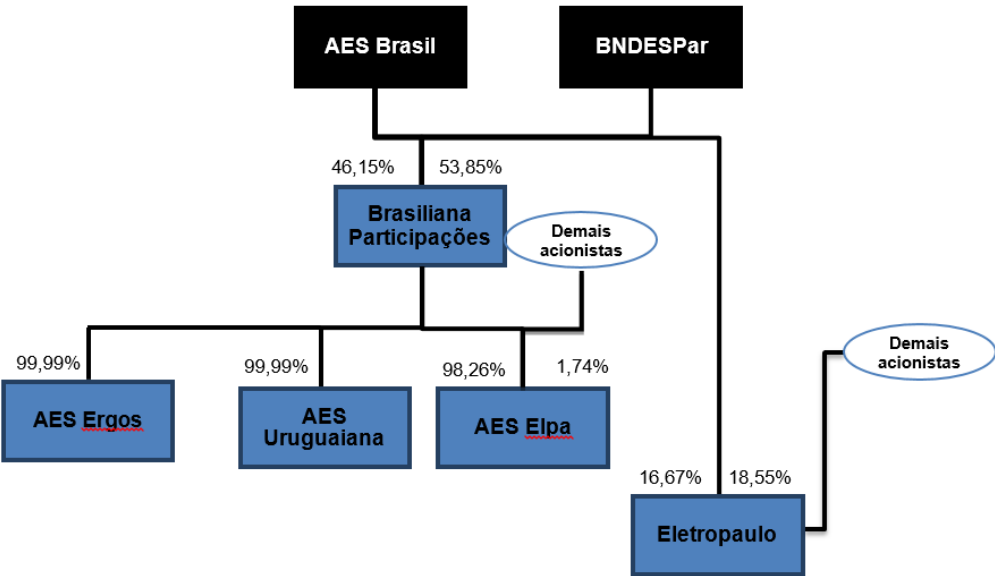 AES Brasil
BNDESPar
46,15%
53,85%
Brasiliana
Participações
Demais
acionistas
99,99%
99,99%
98,26%
1,74%
Demais
acionistas
AES Ergos
AES
Uruguaiana
AES Elpa
16,67%
18,55%
Eletropaulo